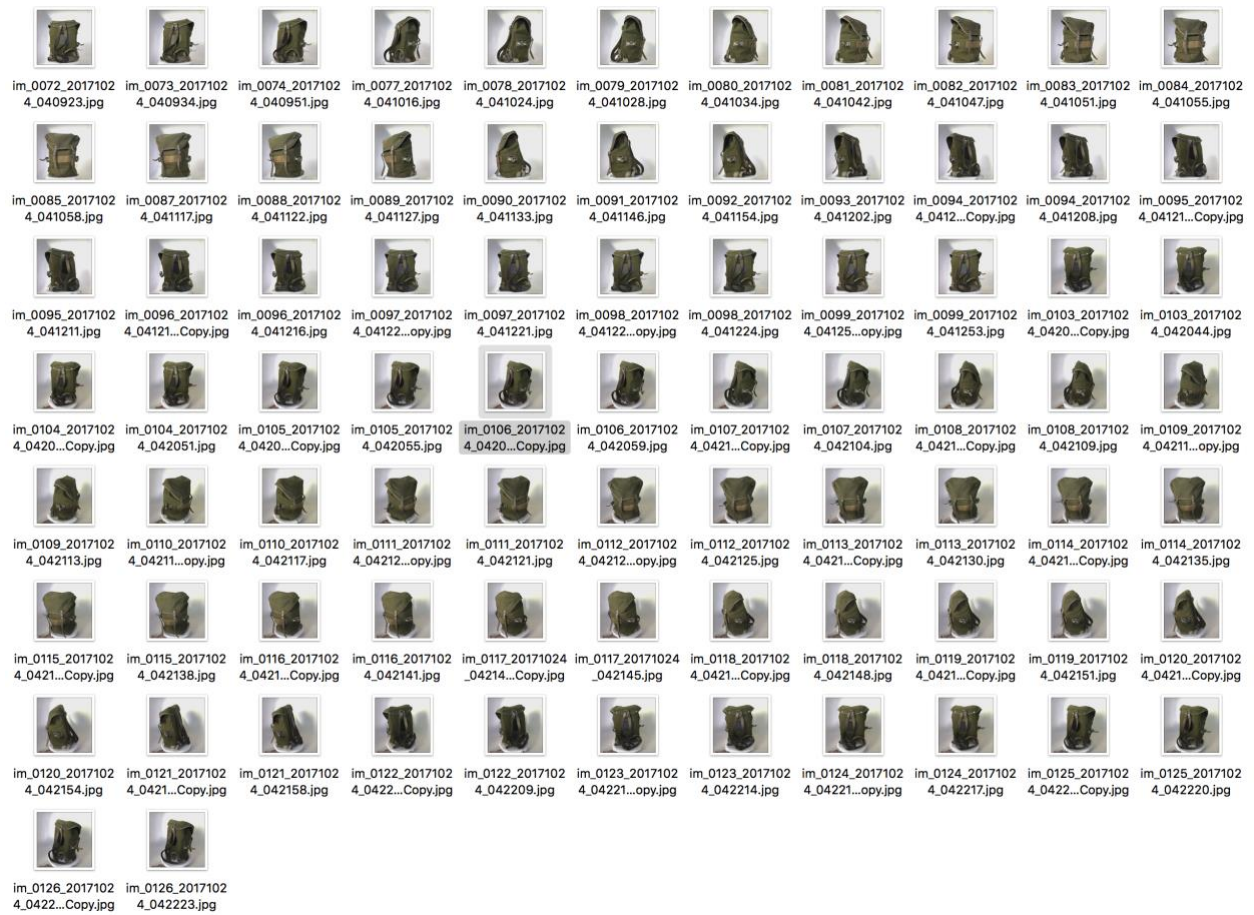 im_0072_2017102 im_0073_2017102 im_0074_2017102 im_0077_2017102 im_0078_2017102 im_0079_2017102 im_0080_2017102 im_0081_2017102 im_0082_2017102 im_0083_2017102 im_0084_2017102
4_040923.jpg 4_040934.jpg 4_040951.jpg 4_041016.jpg 4_041024.jpg 4_041028.jpg 4_041034.jpg 4_041042.jpg 4_041047.jpg 4_041051.jpg 4_041055.jpg
im_0085_2017102 im_0087_2017102 im_0088_2017102 im_0089_2017102 im_0090_2017102 im_0091_2017102 im_0092_2017102 im_0093_2017102 im_0094_2017102 im_0094_2017102 im_0095_2017102
4_041058.jpg 4_041117.jpg 4_041122.jpg 4_041127.jpg 4_041133.jpg 4_041146.jpg 4_041154.jpg 4_041202.jpg 4_0412...Copy.jpg 4_041208.jpg 4_04121...Copy.jpg
im_0095_2017102 im_0096_2017102 im_0096_2017102 im_0097_2017102 im_0097_2017102 im_0098_2017102 im_0098_2017102 im_0099_2017102 im_0099_2017102 im_0103_2017102 im_0103_2017102
4_041211.jpg 4_04121...Copy.jpg 4_041216.jpg 4_04122...opy.jpg 4_041221.jpg 4_04122...opy.jpg 4_041224.jpg 4_04125...opy.jpg 4_041253.jpg 4_0420...Copy.jpg 4_042044.jpg
im_0104_2017102 im_0104_2017102 im_0105_2017102 im_0105_2017102 im_0106_2017102 im_0106_2017102 im_0107_2017102 im_0107_2017102 im_0108_2017102 im_0108_2017102 im_0109_2017102
4_0420...Copy.jpg 4_042051.jpg 4_0420...Copy.jpg 4_042055.jpg 4_0420...Copy.jpg 4_042059.jpg 4_0421...Copy.jpg 4_042104.jpg 4_0421...Copy.jpg 4_042109.jpg 4_04211...opy.jpg
im_0109_2017102 im_0110_2017102 im_0110_2017102 im_0111_2017102 im_0111_2017102 im_0112_2017102 im_0112_2017102 im_0113_2017102 im_0113_2017102 im_0114_2017102 im_0114_2017102
4_042113.jpg 4_04211...opy.jpg 4_042117.jpg 4_04212...opy.jpg 4_042121.jpg 4_04212...opy.jpg 4_042125.jpg 4_0421...Copy.jpg 4_042130.jpg 4_0421...Copy.jpg 4_042135.jpg
im_0115_2017102 im_0115_2017102 im_0116_2017102 im_0116_2017102 im_0117_20171024 im_0117_20171024 im_0118_2017102 im_0118_2017102 im_0119_2017102 im_0119_2017102 im_0120_2017102
4_0421...Copy.jpg 4_042138.jpg 4_0421...Copy.jpg 4_042141.jpg _04214...Copy.jpg _042145.jpg 4_0421...Copy.jpg 4_042148.jpg 4_0421...Copy.jpg 4_042151.jpg 4_0421...Copy.jpg
im_0120_2017102 im_0121_2017102 im_0121_2017102 im_0122_2017102 im_0122_2017102 im_0123_2017102 im_0123_2017102 im_0124_2017102 im_0124_2017102 im_0125_2017102 im_0125_2017102
4_042154.jpg 4_0421...Copy.jpg 4_042158.jpg 4_0422...Copy.jpg 4_042209.jpg 4_04221...opy.jpg 4_042214.jpg 4_04221...opy.jpg 4_042217.jpg 4_0422...Copy.jpg 4_042220.jpg
im_0126_2017102 im_0126_2017102
4_0422...Copy.jpg 4_042223.jpg